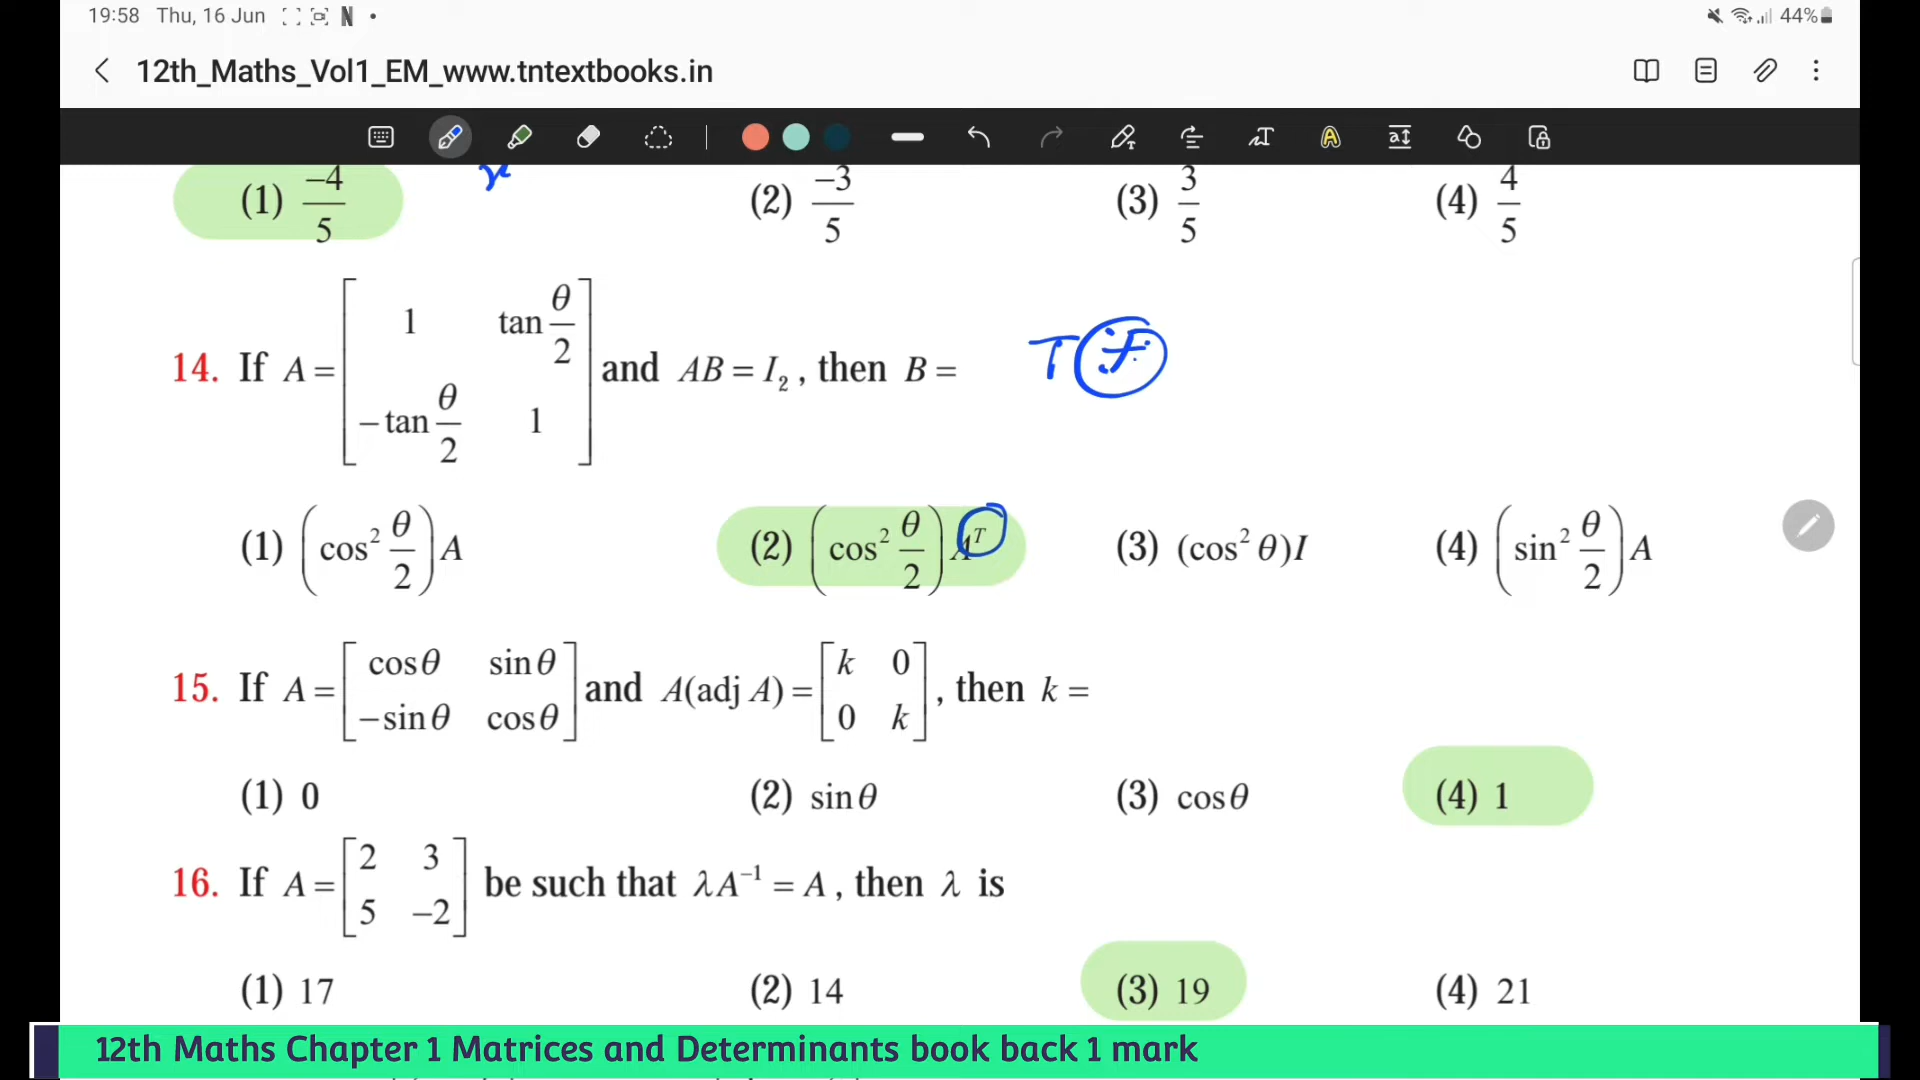 19:58 Thu, 16 Jun N • 44%
12th_Maths_Vol1_EM_www.tntextbooks.in
(1) −4/5 (2) −3/5 (3) 3/5 (4) 4/5
14. If A = [1 tan θ/2; −tan θ/2 1] and AB = I₂, then B =
(1) (cos² θ/2) A (2) (cos² θ/2) Aᵀ (3) (cos² θ)I (4) (sin² θ/2) A
15. If A = [cosθ sinθ; −sinθ cosθ] and A(adj A) = [k 0; 0 k], then k =
(1) 0 (2) sinθ (3) cosθ (4) 1
16. If A = [2 3; 5 −2] be such that λA⁻¹ = A, then λ is
(1) 17 (2) 14 (3) 19 (4) 21
12th Maths Chapter 1 Matrices and Determinants book back 1 mark